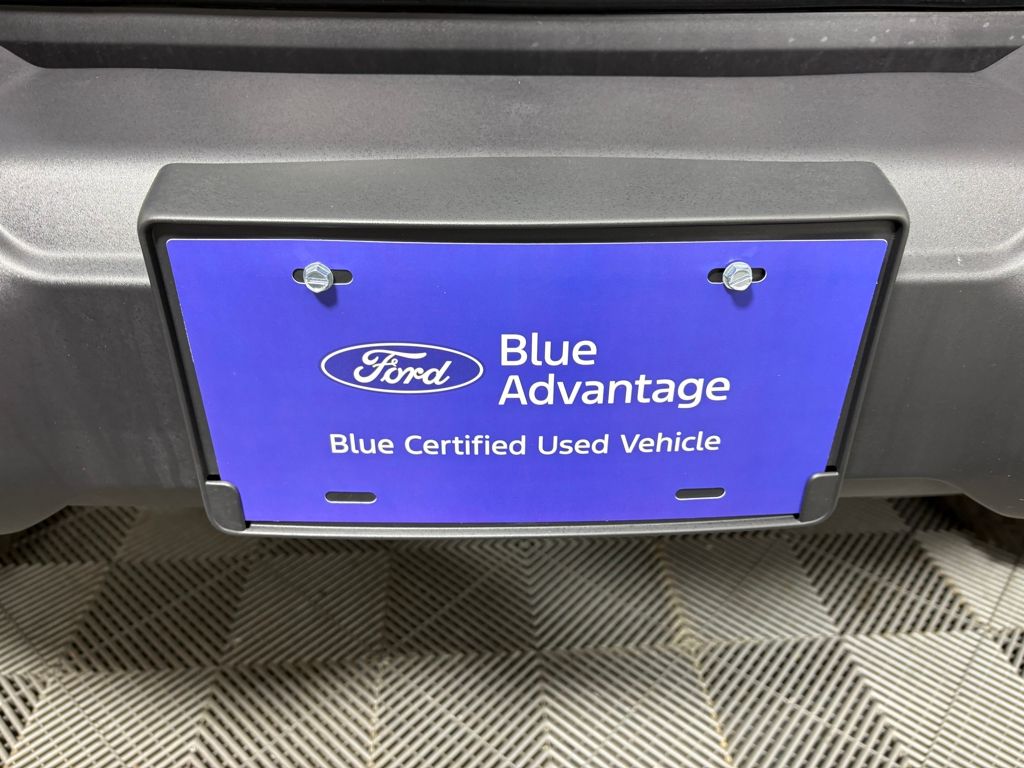 Ford
Blue
Advantage
Blue Certified Used Vehicle